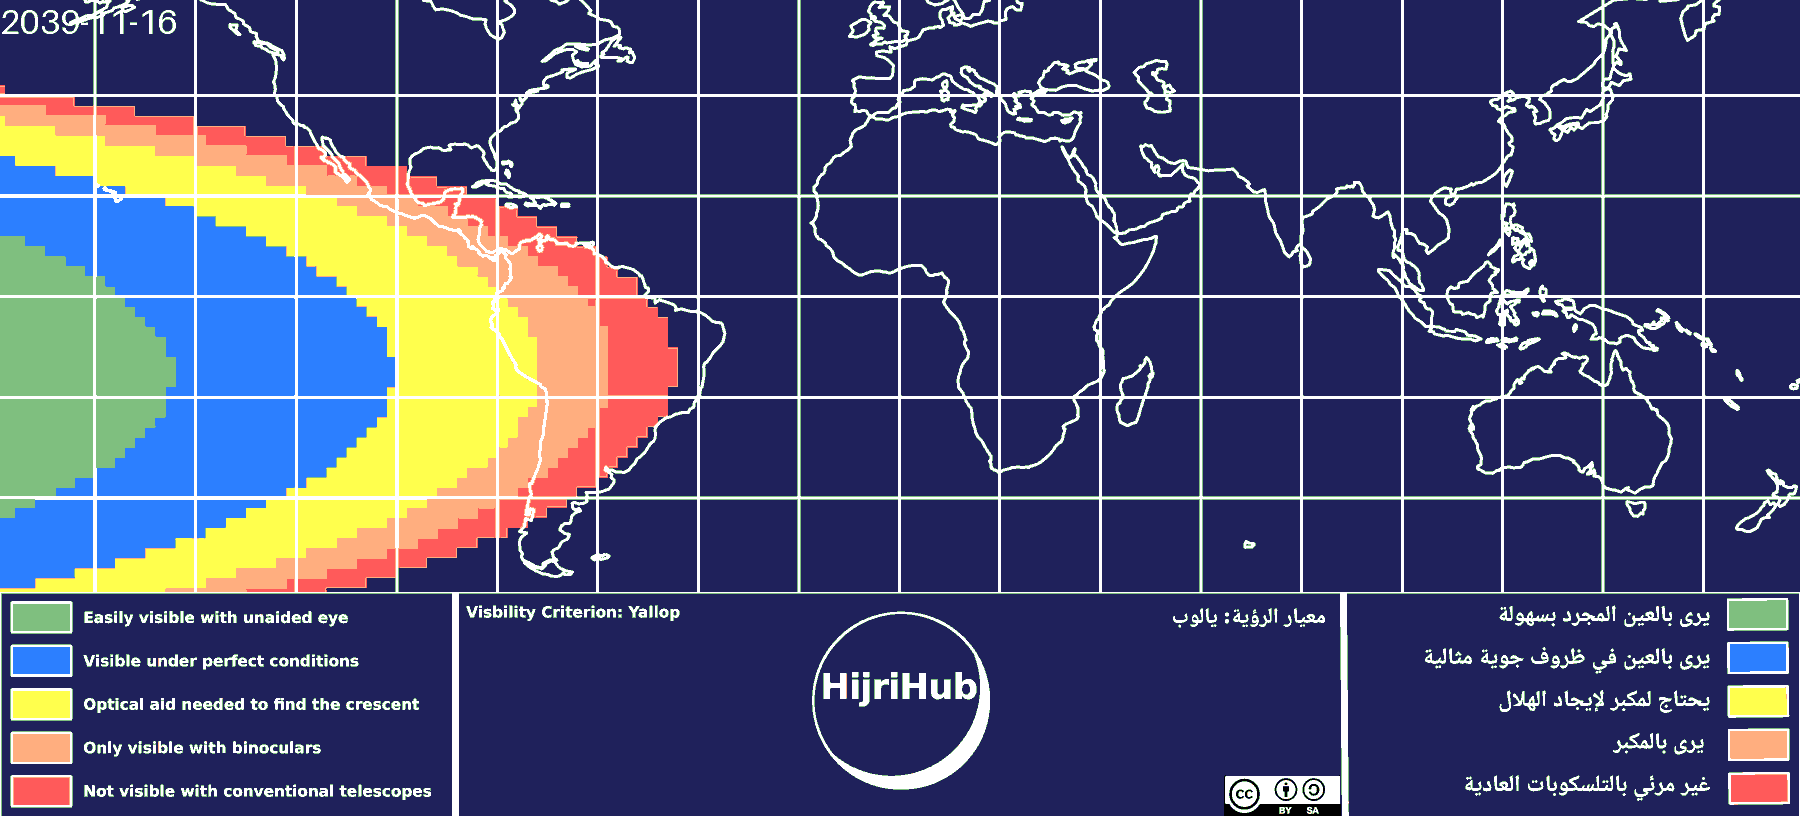 2039-11-16
Easily visible with unaided eye
Visible under perfect conditions
Optical aid needed to find the crescent
Only visible with binoculars
Not visible with conventional telescopes
Visbility Criterion: Yallop
معيار الرؤية: يالوب
HijriHub
cc
BY SA
يرى بالعين المجرد بسهولة
يرى بالعين في ظروف جوية مثالية
يحتاج لمكبر لإيجاد الهلال
يرى بالمكبر
غير مرئي بالتلسكوبات العادية